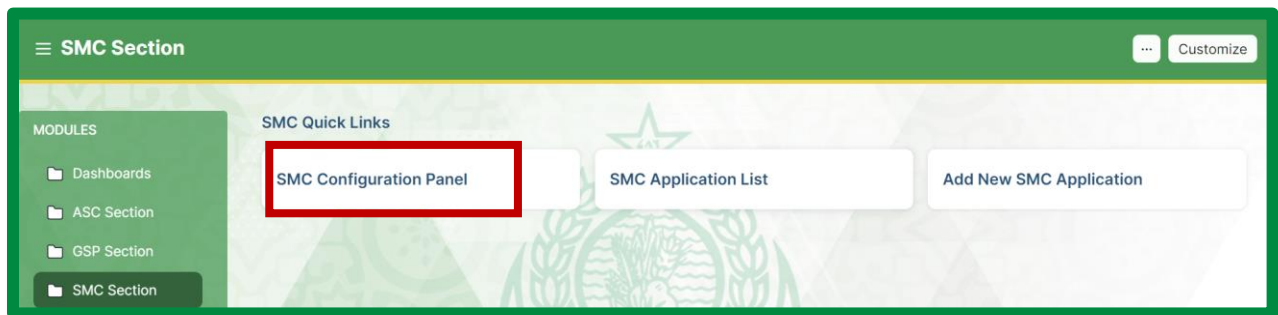 SMC Section
... Customize
MODULES
Dashboards
ASC Section
GSP Section
SMC Section
SMC Quick Links
SMC Configuration Panel
SMC Application List
Add New SMC Application